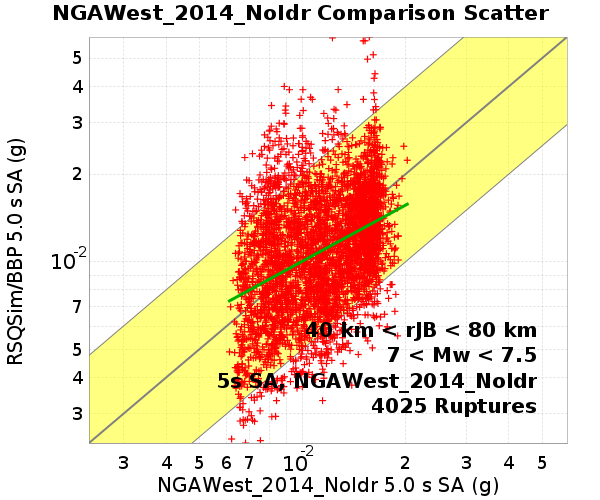 NGAWest_2014_NoIdr Comparison Scatter
RSQSim/BBP 5.0 s SA (g)
5
4
3
2
10-2
7
5
4
3
40 km < rJB < 80 km
7 < Mw < 7.5
5s SA, NGAWest_2014_NoIdr
4025 Ruptures
3 4 5 6 7 10-2 2 3 4 5
NGAWest_2014_NoIdr 5.0 s SA (g)